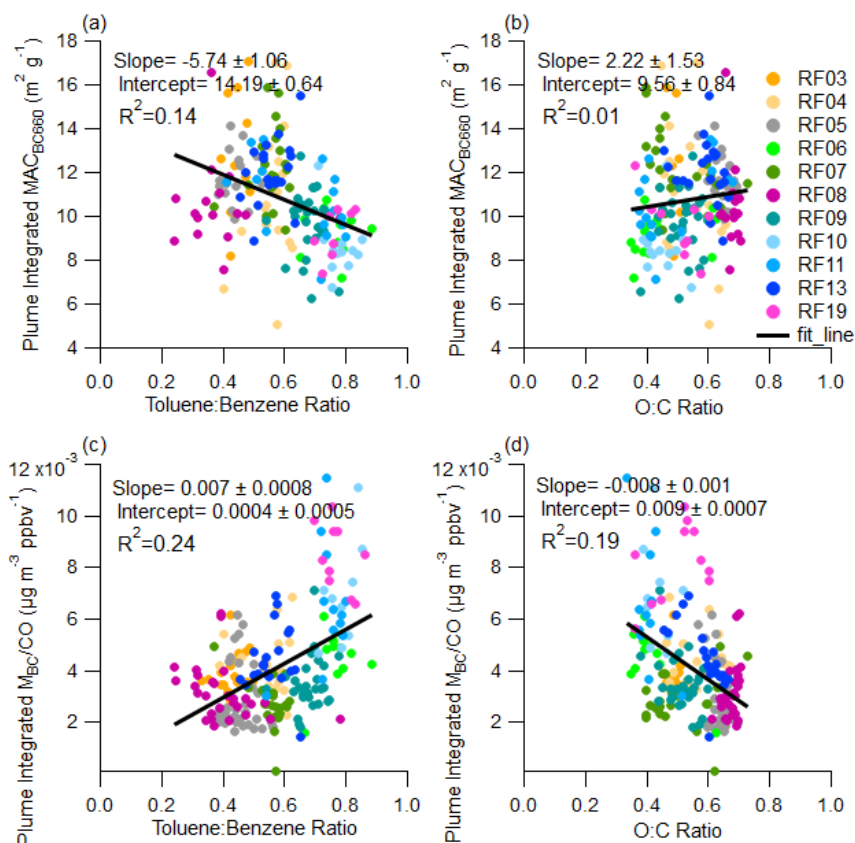 (a)
Slope= -5.74 ± 1.06
Intercept= 14.19 ± 0.64
R²=0.14
Plume Integrated MAC_BC660 (m² g⁻¹)
18
16
14
12
10
8
6
4
0.0 0.2 0.4 0.6 0.8 1.0
Toluene:Benzene Ratio
(b)
Slope= 2.22 ± 1.53
Intercept= 9.56 ± 0.84
R²=0.01
Plume Integrated MAC_BC660 (m² g⁻¹)
18
16
14
12
10
8
6
4
0.0 0.2 0.4 0.6 0.8 1.0
O:C Ratio
RF03
RF04
RF05
RF06
RF07
RF08
RF09
RF10
RF11
RF13
RF19
fit_line
(c)
Slope= 0.007 ± 0.0008
Intercept= 0.0004 ± 0.0005
R²=0.24
Plume Integrated M_BC/CO (µg m⁻³ ppbv⁻¹)
12 x10⁻³
10
8
6
4
2
0.0 0.2 0.4 0.6 0.8 1.0
Toluene:Benzene Ratio
(d)
Slope= -0.008 ± 0.001
Intercept= 0.009 ± 0.0007
R²=0.19
Plume Integrated M_BC/CO (µg m⁻³ ppbv⁻¹)
12 x10⁻³
10
8
6
4
2
0.0 0.2 0.4 0.6 0.8 1.0
O:C Ratio